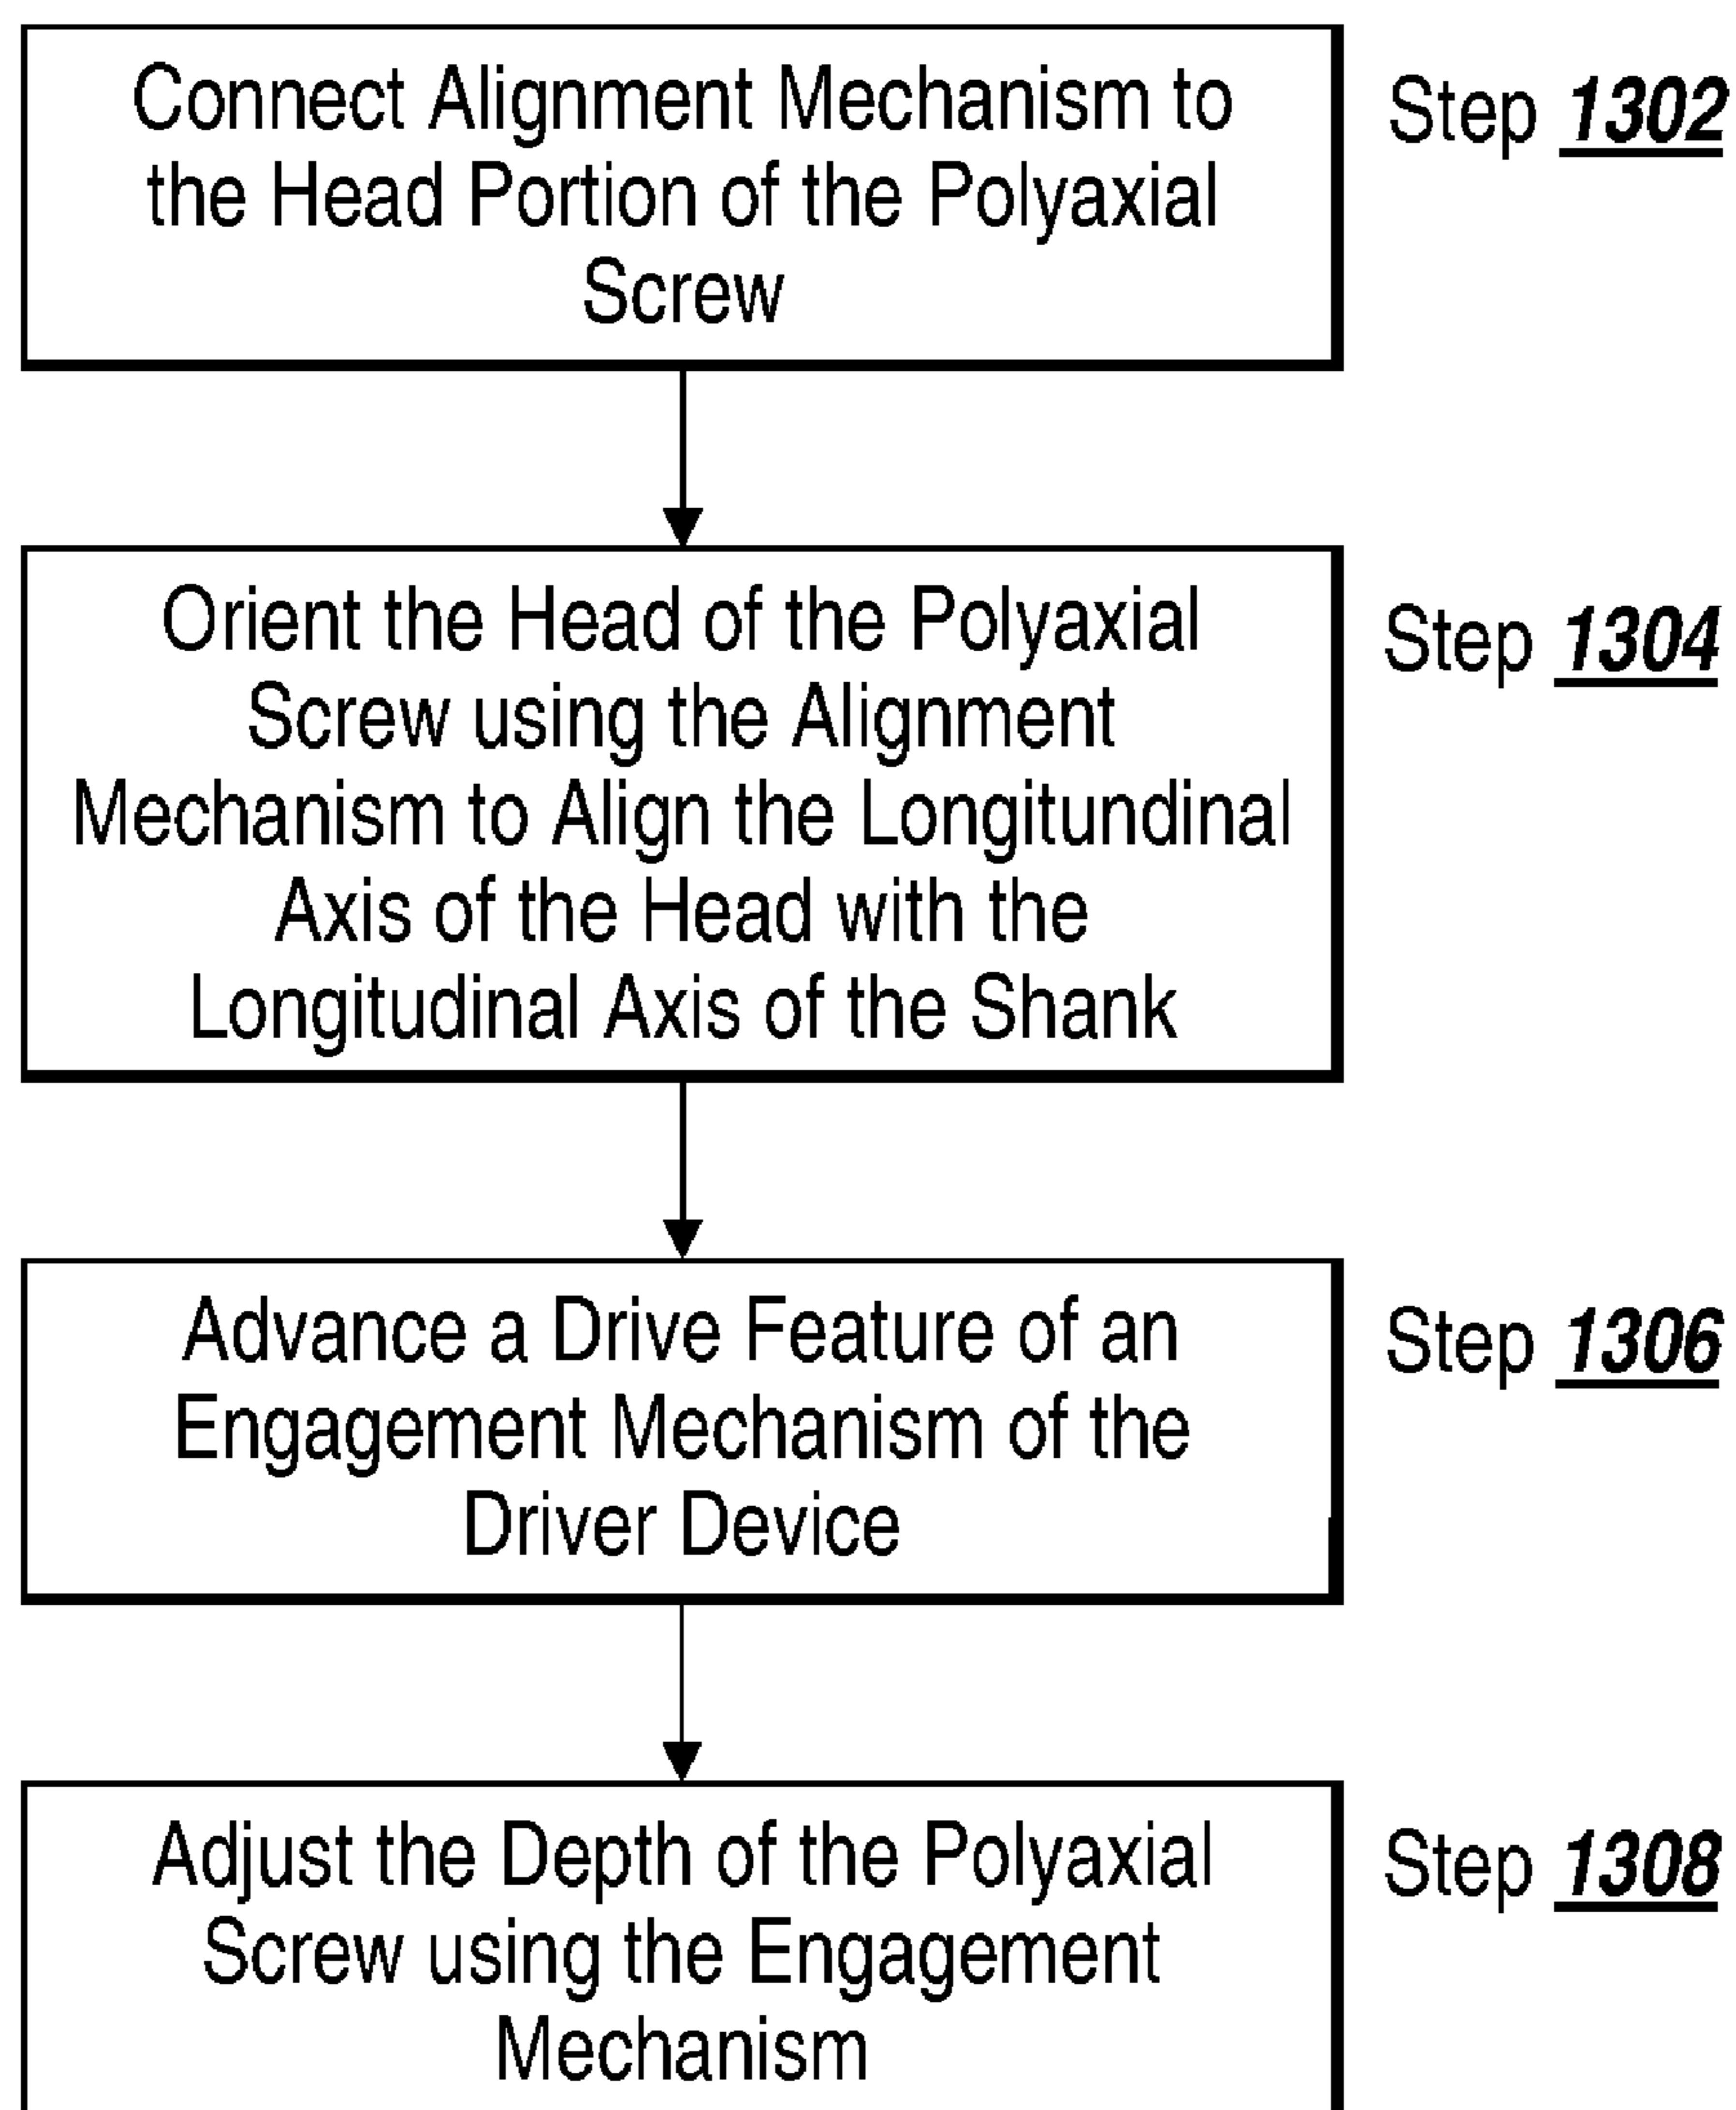 Connect Alignment Mechanism to
the Head Portion of the Polyaxial
Screw
Step 1302
Orient the Head of the Polyaxial
Screw using the Alignment
Mechanism to Align the Longitundinal
Axis of the Head with the
Longitudinal Axis of the Shank
Step 1304
Advance a Drive Feature of an
Engagement Mechanism of the
Driver Device
Step 1306
Adjust the Depth of the Polyaxial
Screw using the Engagement
Mechanism
Step 1308